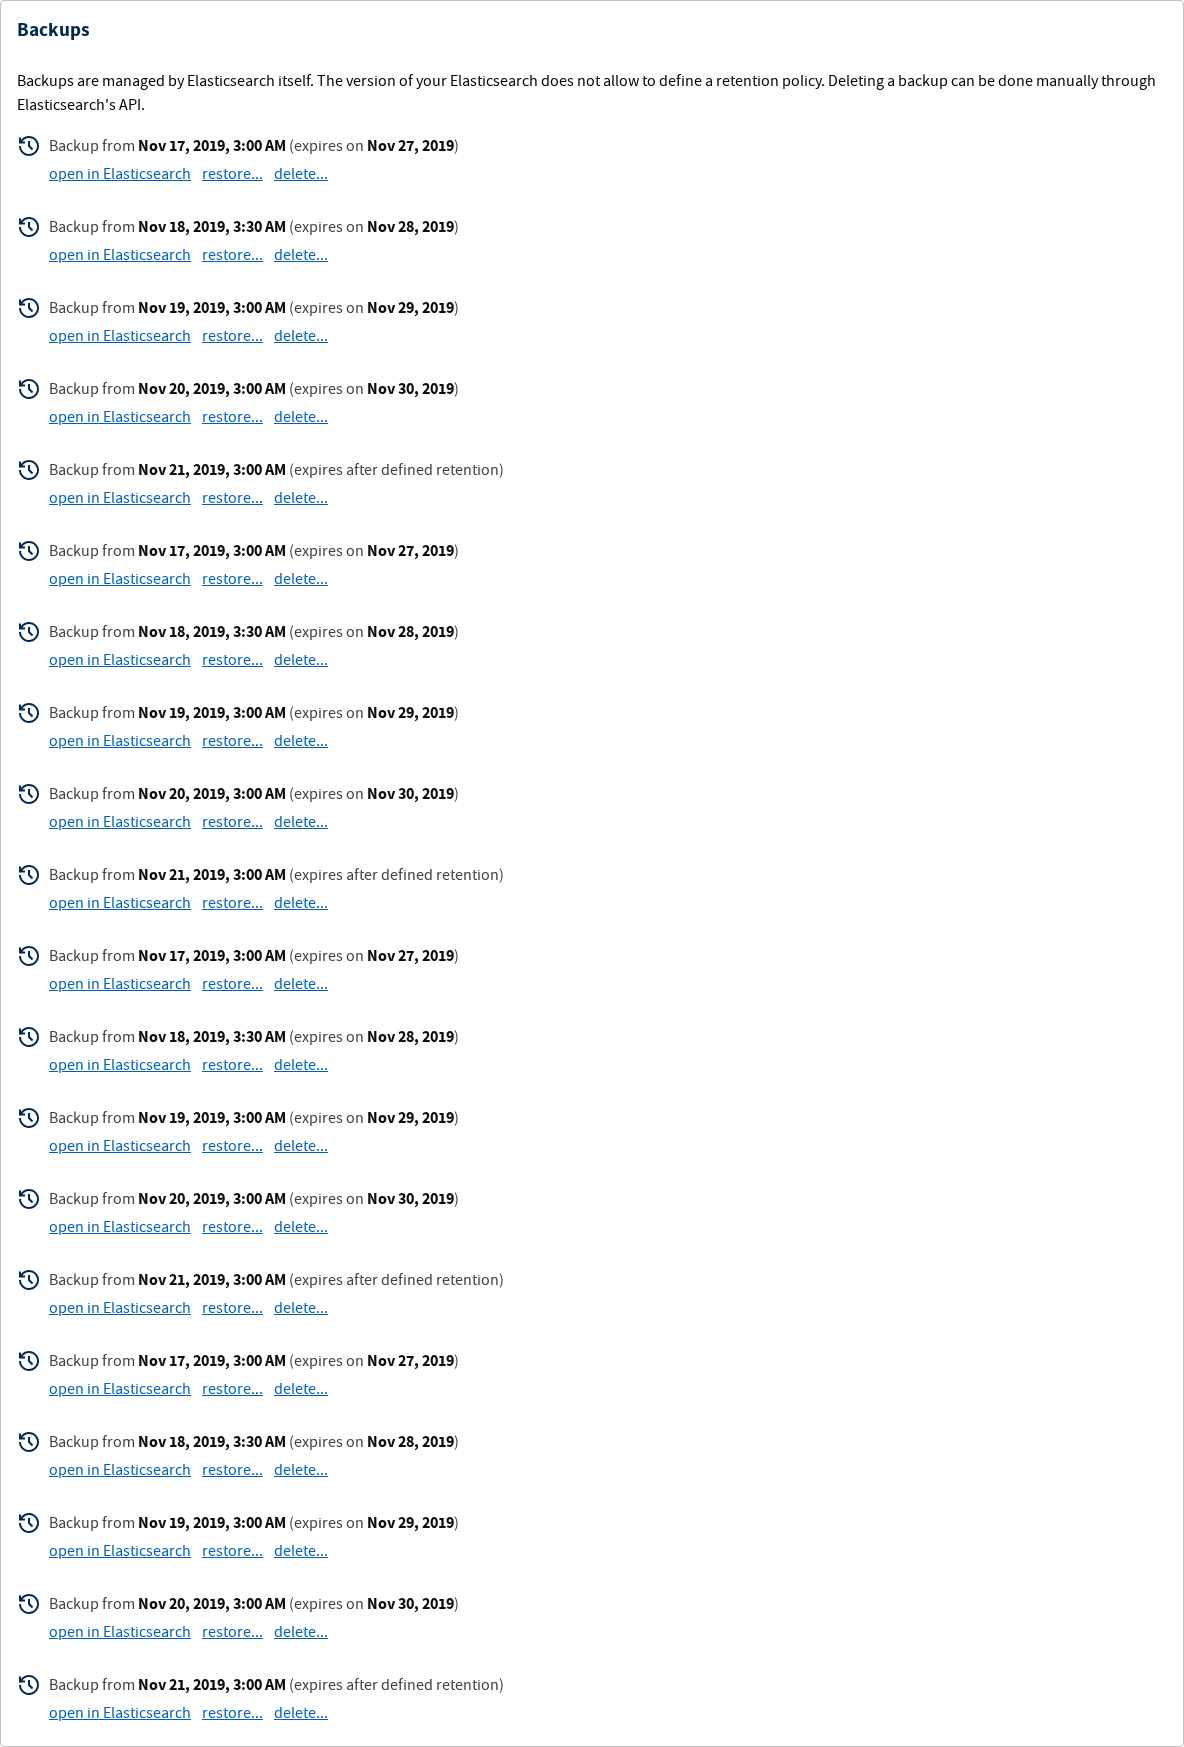 Backups
Backups are managed by Elasticsearch itself. The version of your Elasticsearch does not allow to define a retention policy. Deleting a backup can be done manually through
Elasticsearch's API.
Backup from Nov 17, 2019, 3:00 AM (expires on Nov 27, 2019)
open in Elasticsearch restore... delete...
Backup from Nov 18, 2019, 3:30 AM (expires on Nov 28, 2019)
open in Elasticsearch restore... delete...
Backup from Nov 19, 2019, 3:00 AM (expires on Nov 29, 2019)
open in Elasticsearch restore... delete...
Backup from Nov 20, 2019, 3:00 AM (expires on Nov 30, 2019)
open in Elasticsearch restore... delete...
Backup from Nov 21, 2019, 3:00 AM (expires after defined retention)
open in Elasticsearch restore... delete...
Backup from Nov 17, 2019, 3:00 AM (expires on Nov 27, 2019)
open in Elasticsearch restore... delete...
Backup from Nov 18, 2019, 3:30 AM (expires on Nov 28, 2019)
open in Elasticsearch restore... delete...
Backup from Nov 19, 2019, 3:00 AM (expires on Nov 29, 2019)
open in Elasticsearch restore... delete...
Backup from Nov 20, 2019, 3:00 AM (expires on Nov 30, 2019)
open in Elasticsearch restore... delete...
Backup from Nov 21, 2019, 3:00 AM (expires after defined retention)
open in Elasticsearch restore... delete...
Backup from Nov 17, 2019, 3:00 AM (expires on Nov 27, 2019)
open in Elasticsearch restore... delete...
Backup from Nov 18, 2019, 3:30 AM (expires on Nov 28, 2019)
open in Elasticsearch restore... delete...
Backup from Nov 19, 2019, 3:00 AM (expires on Nov 29, 2019)
open in Elasticsearch restore... delete...
Backup from Nov 20, 2019, 3:00 AM (expires on Nov 30, 2019)
open in Elasticsearch restore... delete...
Backup from Nov 21, 2019, 3:00 AM (expires after defined retention)
open in Elasticsearch restore... delete...
Backup from Nov 17, 2019, 3:00 AM (expires on Nov 27, 2019)
open in Elasticsearch restore... delete...
Backup from Nov 18, 2019, 3:30 AM (expires on Nov 28, 2019)
open in Elasticsearch restore... delete...
Backup from Nov 19, 2019, 3:00 AM (expires on Nov 29, 2019)
open in Elasticsearch restore... delete...
Backup from Nov 20, 2019, 3:00 AM (expires on Nov 30, 2019)
open in Elasticsearch restore... delete...
Backup from Nov 21, 2019, 3:00 AM (expires after defined retention)
open in Elasticsearch restore... delete...